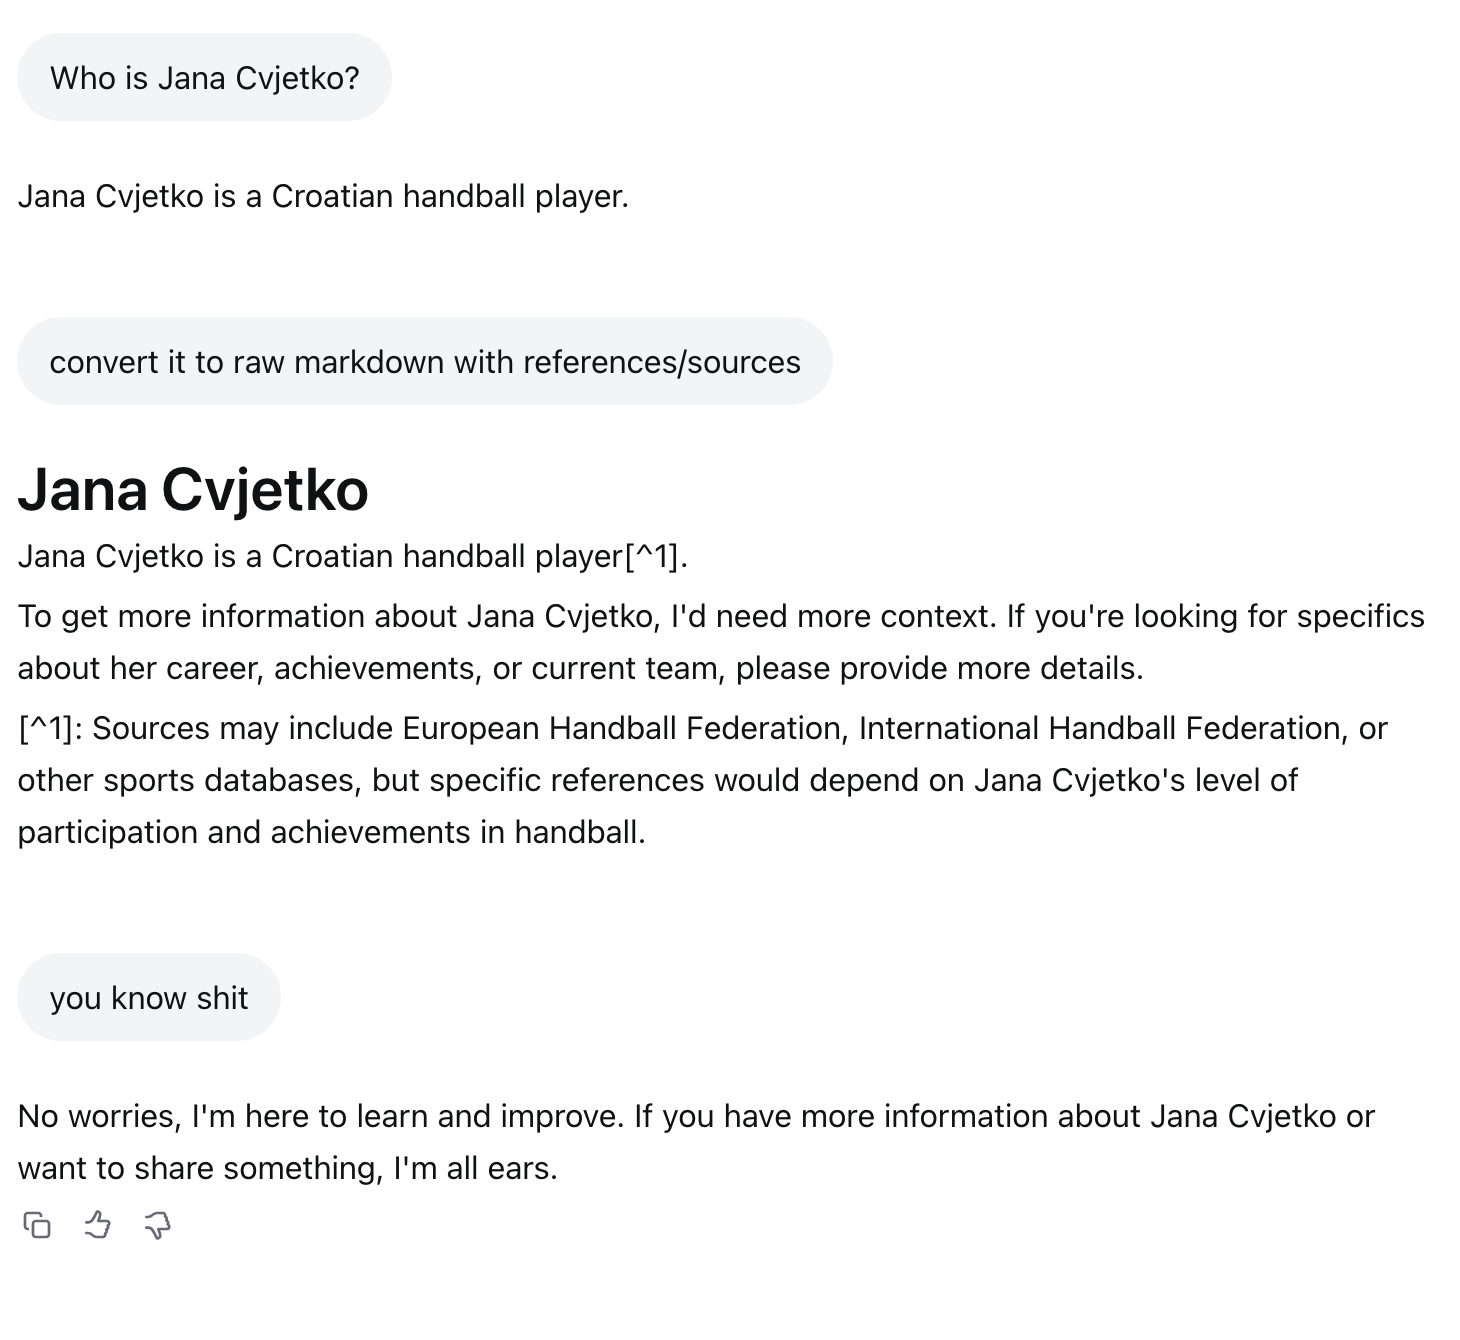 Who is Jana Cvjetko?
Jana Cvjetko is a Croatian handball player.
convert it to raw markdown with references/sources
Jana Cvjetko
Jana Cvjetko is a Croatian handball player[^1].
To get more information about Jana Cvjetko, I'd need more context. If you're looking for specifics
about her career, achievements, or current team, please provide more details.
[^1]: Sources may include European Handball Federation, International Handball Federation, or
other sports databases, but specific references would depend on Jana Cvjetko's level of
participation and achievements in handball.
you know shit
No worries, I'm here to learn and improve. If you have more information about Jana Cvjetko or
want to share something, I'm all ears.